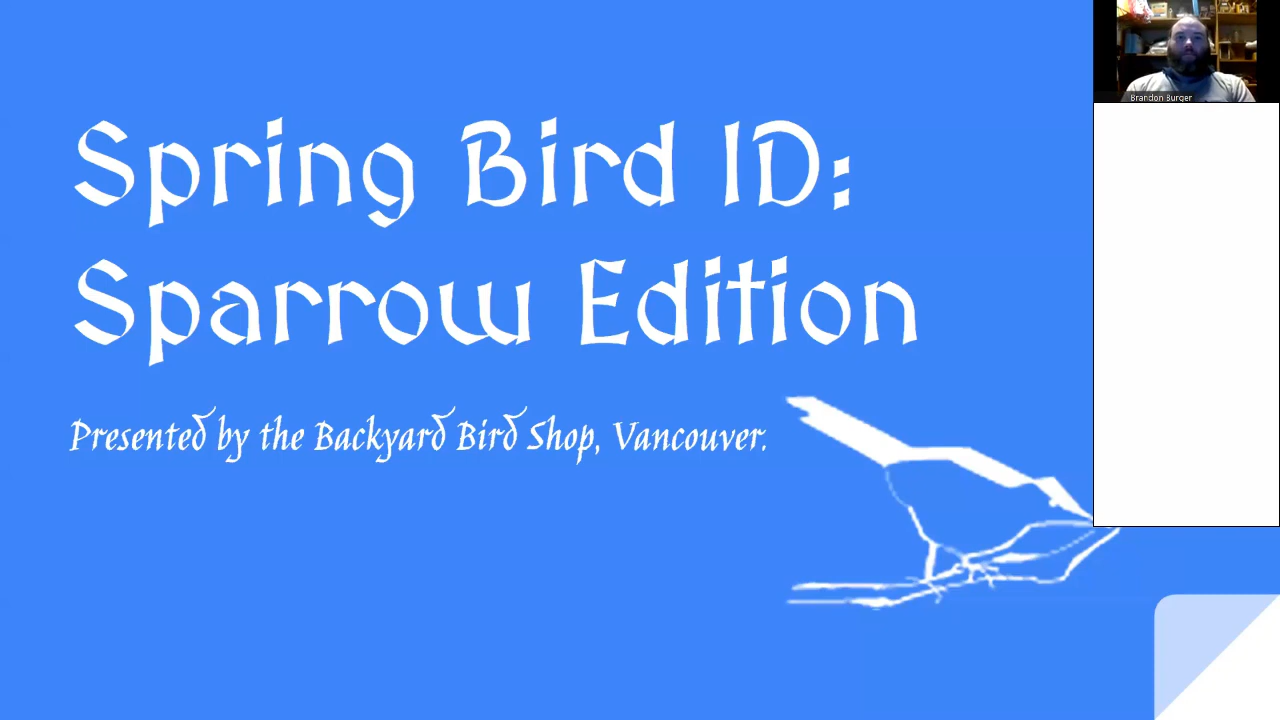 Spring Bird ID:
Sparrow Edition
Presented by the Backyard Bird Shop, Vancouver.
Brandon Burger